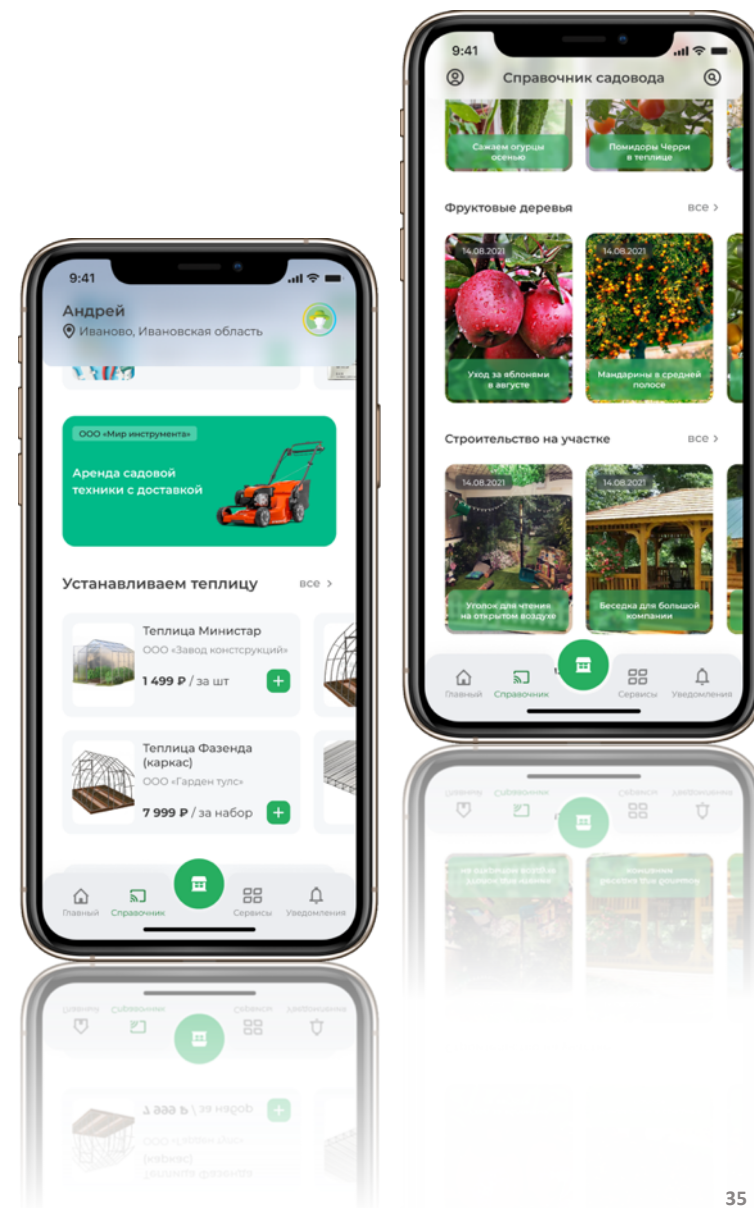 9:41
Андрей
Иваново, Ивановская область
ООО «Мир инструмента»
Аренда садовой
техники с доставкой
Устанавливаем теплицу
все >
Теплица Министар
ООО «Завод констсрукций»
1 499 ₽ / за шт
Теплица Фазенда
(каркас)
ООО «Гарден тулс»
7 999 ₽ / за набор
Главный
Справочник
Сервисы
Уведомления
9:41
Справочник садовода
Сажаем огурцы
осенью
Помидоры Черри
в теплице
Фруктовые деревья
все >
14.08.2021
14.08.2021
Уход за яблонями
в августе
Мандарины в средней
полосе
Строительство на участке
все >
14.08.2021
14.08.2021
Уголок для чтения
на открытом воздухе
Беседка для большой
компании
Главный
Справочник
Сервисы
Уведомления
35